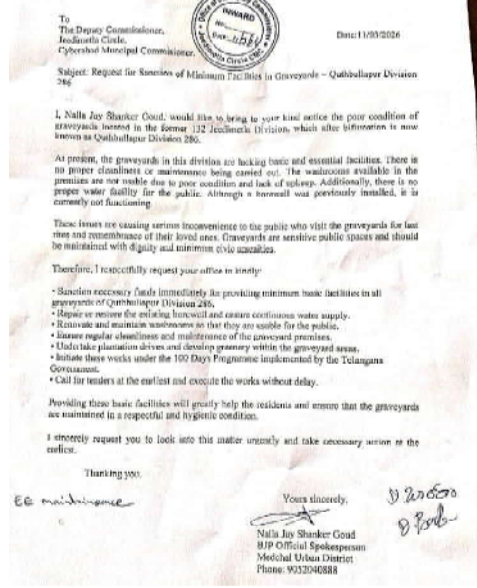 To
The Deputy Commissioner,
Jeedimetla Circle,
Cyberabad Muncipal Commissioner.
INWARD
Date:11/03/2026
Subject: Request for Sanction of Minimum Facilities in Graveyards – Quthbullapur Division
286
I, Nalla Jay Shanker Goud, would like to bring to your kind notice the poor condition of
graveyards located in the former 132 Jeedimetla Division, which after bifurcation is now
known as Quthbullapur Division 286.
At present, the graveyards in this division are lacking basic and essential facilities. There is
no proper cleanliness or maintenance being carried out. The washrooms available in the
premises are not usable due to poor condition and lack of upkeep. Additionally, there is no
proper water facility for the public. Although a borewell was previously installed, it is
currently not functioning.
These issues are causing serious inconvenience to the public who visit the graveyards for last
rites and remembrance of their loved ones. Graveyards are sensitive public spaces and should
be maintained with dignity and minimum civic amenities.
Therefore, I respectfully request your office to kindly:
• Sanction necessary funds immediately for providing minimum basic facilities in all
graveyards of Quthbullapur Division 286.
• Repair or restore the existing borewell and ensure continuous water supply.
• Renovate and maintain washrooms so that they are usable for the public.
• Ensure regular cleanliness and maintenance of the graveyard premises.
• Undertake plantation drives and develop greenery within the graveyard areas.
• Initiate these works under the 100 Days Programme implemented by the Telangana
Government.
• Call for tenders at the earliest and execute the works without delay.
Providing these basic facilities will greatly help the residents and ensure that the graveyards
are maintained in a respectful and hygienic condition.
I sincerely request you to look into this matter urgently and take necessary action at the
earliest.
Thanking you.
EE maintainance
Yours sincerely,
Nalla Jay Shanker Goud
BJP Official Spokesperson
Medchal Urban District
Phone: 9032040888